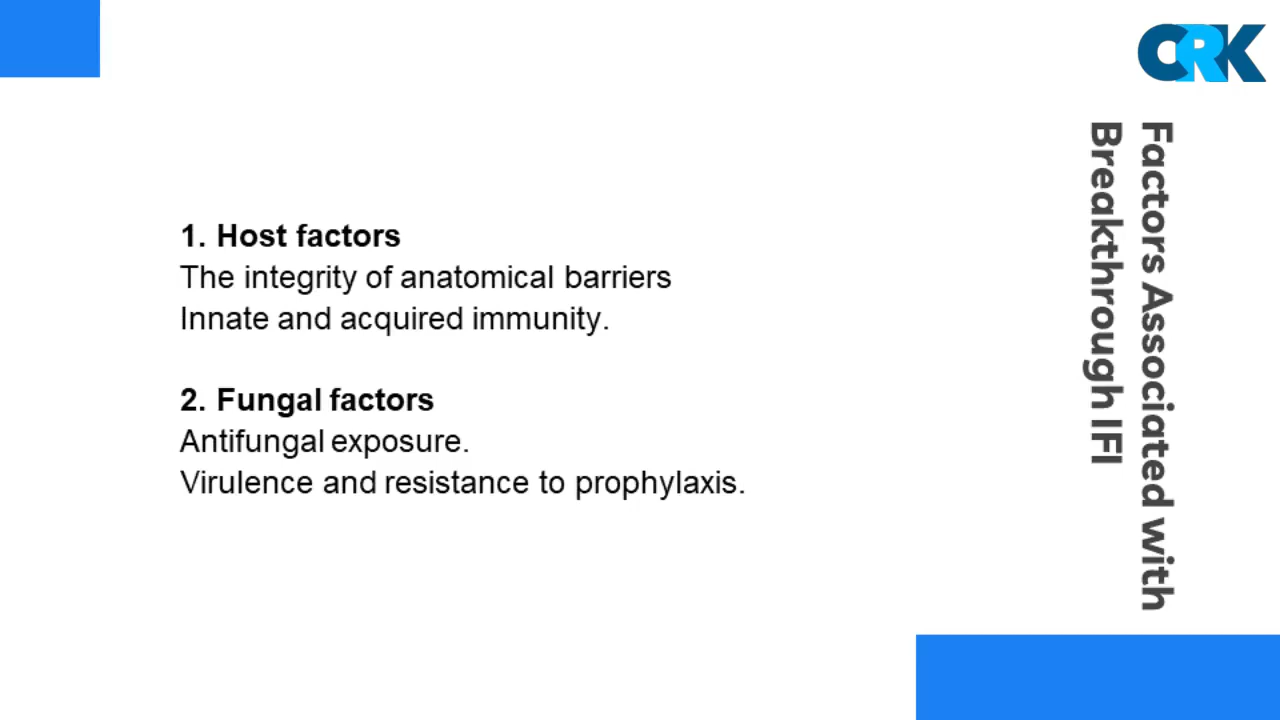 CRK
Factors Associated with
Breakthrough IFI
1. Host factors
The integrity of anatomical barriers
Innate and acquired immunity.
2. Fungal factors
Antifungal exposure.
Virulence and resistance to prophylaxis.